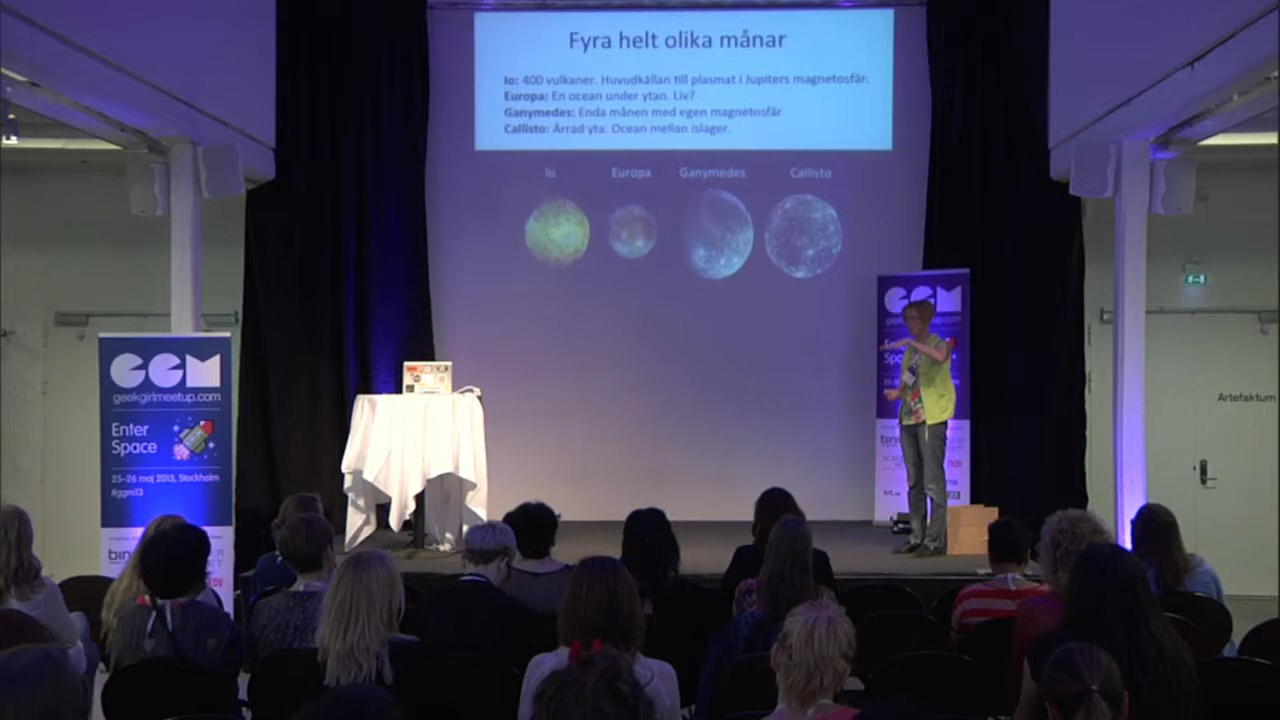 Fyra helt olika månar
Io: 400 vulkaner. Huvudkällan till plasmat i Jupiters magnetosfär.
Europa: En ocean under ytan. Liv?
Ganymedes: Enda månen med egen magnetosfär
Callisto: Ärrad yta. Ocean mellan islager.
Io Europa Ganymedes Callisto
GGM
geekgirlmeetup.com
Enter
Space
25-26 maj 2013, Stockholm
#ggm13
GGM
Artefaktum